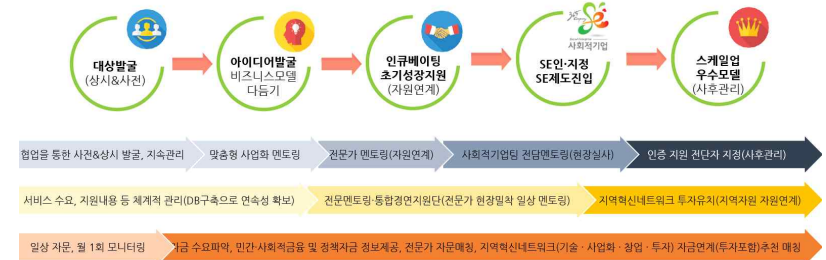 대상발굴
(상시&사전)
아이디어발굴
비즈니스모델
다듬기
인큐베이팅
초기성장지원
(자원연계)
사회적기업
SE인·지정
SE제도진입
스케일업
우수모델
(사후관리)
협업을 통한 사전&상시 발굴, 지속관리
맞춤형 사업화 멘토링
전문가 멘토링(자원연계)
사회적기업팀 전담멘토링(현장실사)
인증 지원 전단자 지정(사후관리)
서비스 수요, 지원내용 등 체계적 관리(DB구축으로 연속성 확보)
전문멘토링·통합경연지원단(전문가 현장밀착 일상 멘토링)
지역혁신네트워크 투자유치(지역자원 자원연계)
일상 자문, 월 1회 모니터링
자금 수요파악, 민간·사회적금융 및 정책자금 정보제공, 전문가 자문매칭, 지역혁신네트워크(기술 · 사업화 · 창업 · 투자) 자금연계(투자포함)추천 매칭